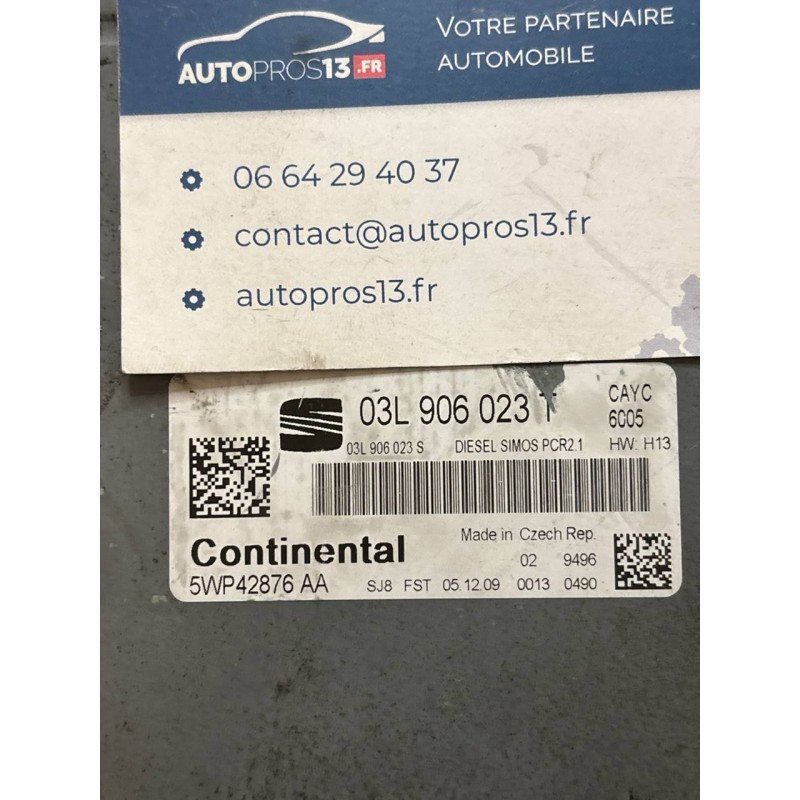 VOTRE PARTENAIRE
AUTOMOBILE
AUTOPROS13.FR
06 64 29 40 37
contact@autopros13.fr
autopros13.fr
03L 906 023 T
CAYC
6005
03L 906 023 S DIESEL SIMOS PCR2.1 HW: H13
Made in Czech Rep.
Continental
02 9496
5WP42876 AA SJ8 FST 05.12.09 0013 0490